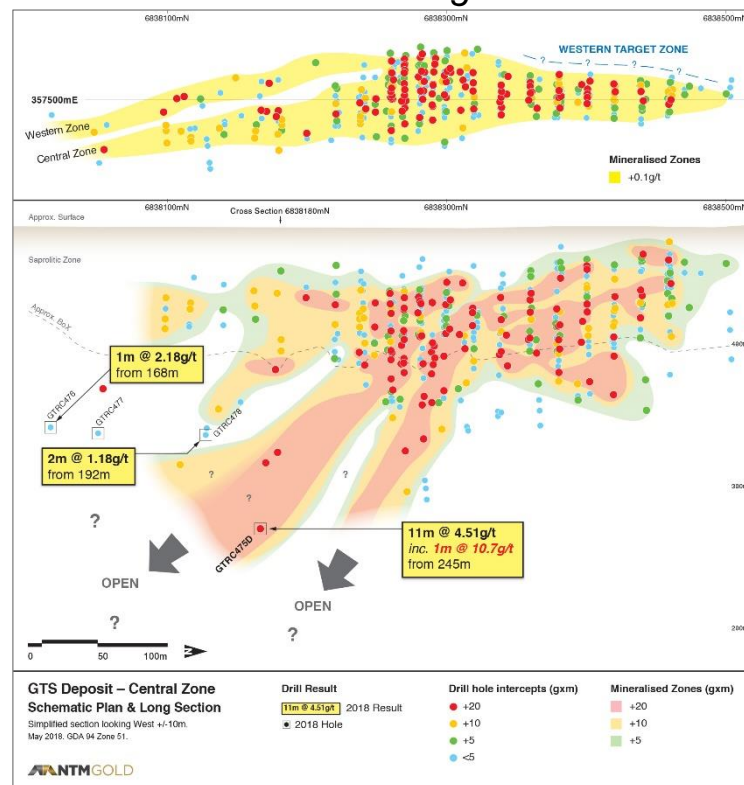 6838100mN
6838300mN
6838500mN
WESTERN TARGET ZONE
?
?
?
?
357500mE
Western Zone
Central Zone
Mineralised Zones
+0.1g/t
6838100mN
Cross Section 6838180mN
6838300mN
6838500mN
Approx. Surface
Saprolitic Zone
Approx. BoX
1m @ 2.18g/t
from 168m
GTRC476
GTRC477
GTRC478
2m @ 1.18g/t
from 192m
?
?
?
?
GTRC475D
11m @ 4.51g/t
inc. 1m @ 10.7g/t
from 245m
OPEN
OPEN
?
?
0 50 100m
N
GTS Deposit – Central Zone
Schematic Plan & Long Section
Simplified section looking West +/-10m.
May 2018. GDA 94 Zone 51.
NTMGOLD
Drill Result
11m @ 4.51g/t 2018 Result
2018 Hole
Drill hole intercepts (gxm)
+20
+10
+5
<5
Mineralised Zones (gxm)
+20
+10
+5